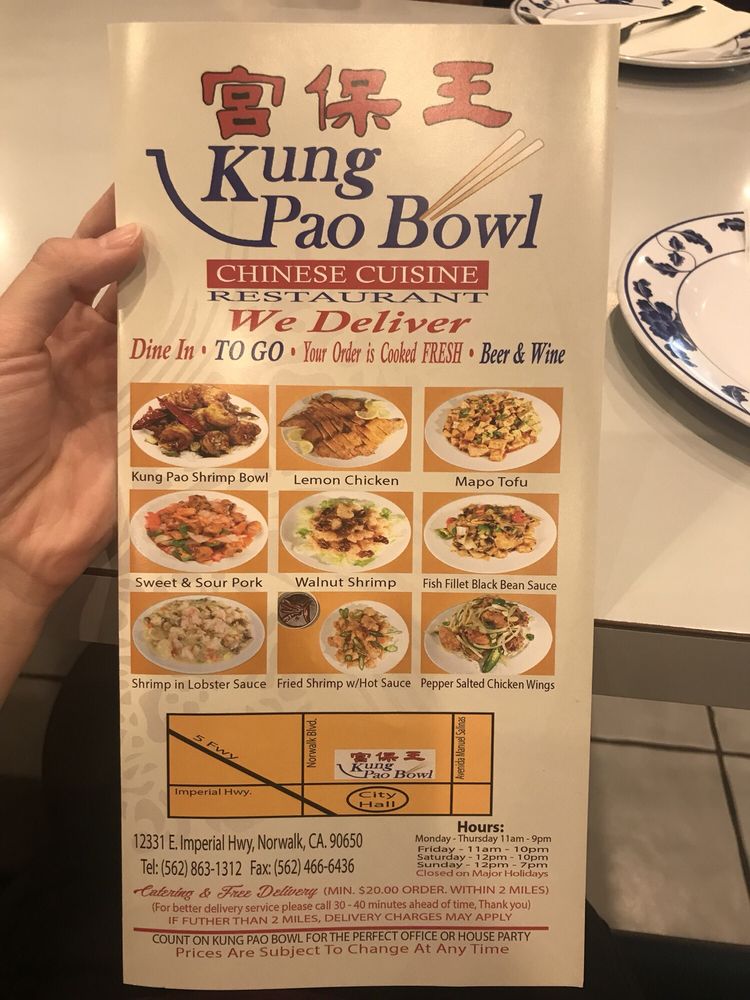 宮保王
Kung
Pao Bowl
CHINESE CUISINE
RESTAURANT
We Deliver
Dine In • TO GO • Your Order is Cooked FRESH • Beer & Wine
Kung Pao Shrimp Bowl
Lemon Chicken
Mapo Tofu
Sweet & Sour Pork
Walnut Shrimp
Fish Fillet Black Bean Sauce
Shrimp in Lobster Sauce
Fried Shrimp w/Hot Sauce
Pepper Salted Chicken Wings
5 Fwy
Norwalk Blvd.
宮保王
Kung
Pao Bowl
Avenida Manuel Salinas
Imperial Hwy.
City
Hall
12331 E. Imperial Hwy, Norwalk, CA. 90650
Tel: (562) 863-1312 Fax: (562) 466-6436
Hours:
Monday - Thursday 11am - 9pm
Friday - 11am - 10pm
Saturday - 12pm - 10pm
Sunday - 12pm - 7pm
Closed on Major Holidays
Catering & Free Delivery (MIN. $20.00 ORDER. WITHIN 2 MILES)
(For better delivery service please call 30 - 40 minutes ahead of time, Thank you)
IF FUTHER THAN 2 MILES, DELIVERY CHARGES MAY APPLY
COUNT ON KUNG PAO BOWL FOR THE PERFECT OFFICE OR HOUSE PARTY
Prices Are Subject To Change At Any Time